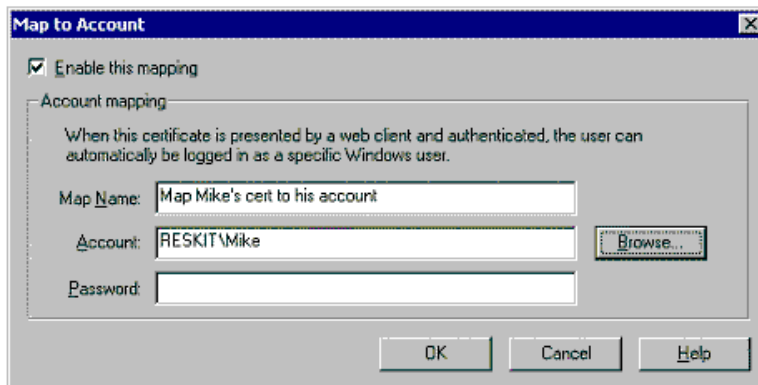 Map to Account
Enable this mapping
Account mapping
When this certificate is presented by a web client and authenticated, the user can
automatically be logged in as a specific Windows user.
Map Name: Map Mike's cert to his account
Account: RESKIT\Mike Browse...
Password:
OK Cancel Help